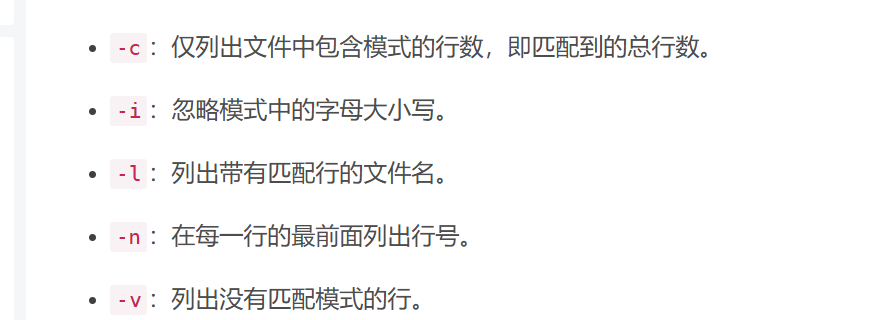 -c：仅列出文件中包含模式的行数，即匹配到的总行数。
-i：忽略模式中的字母大小写。
-l：列出带有匹配行的文件名。
-n：在每一行的最前面列出行号。
-v：列出没有匹配模式的行。